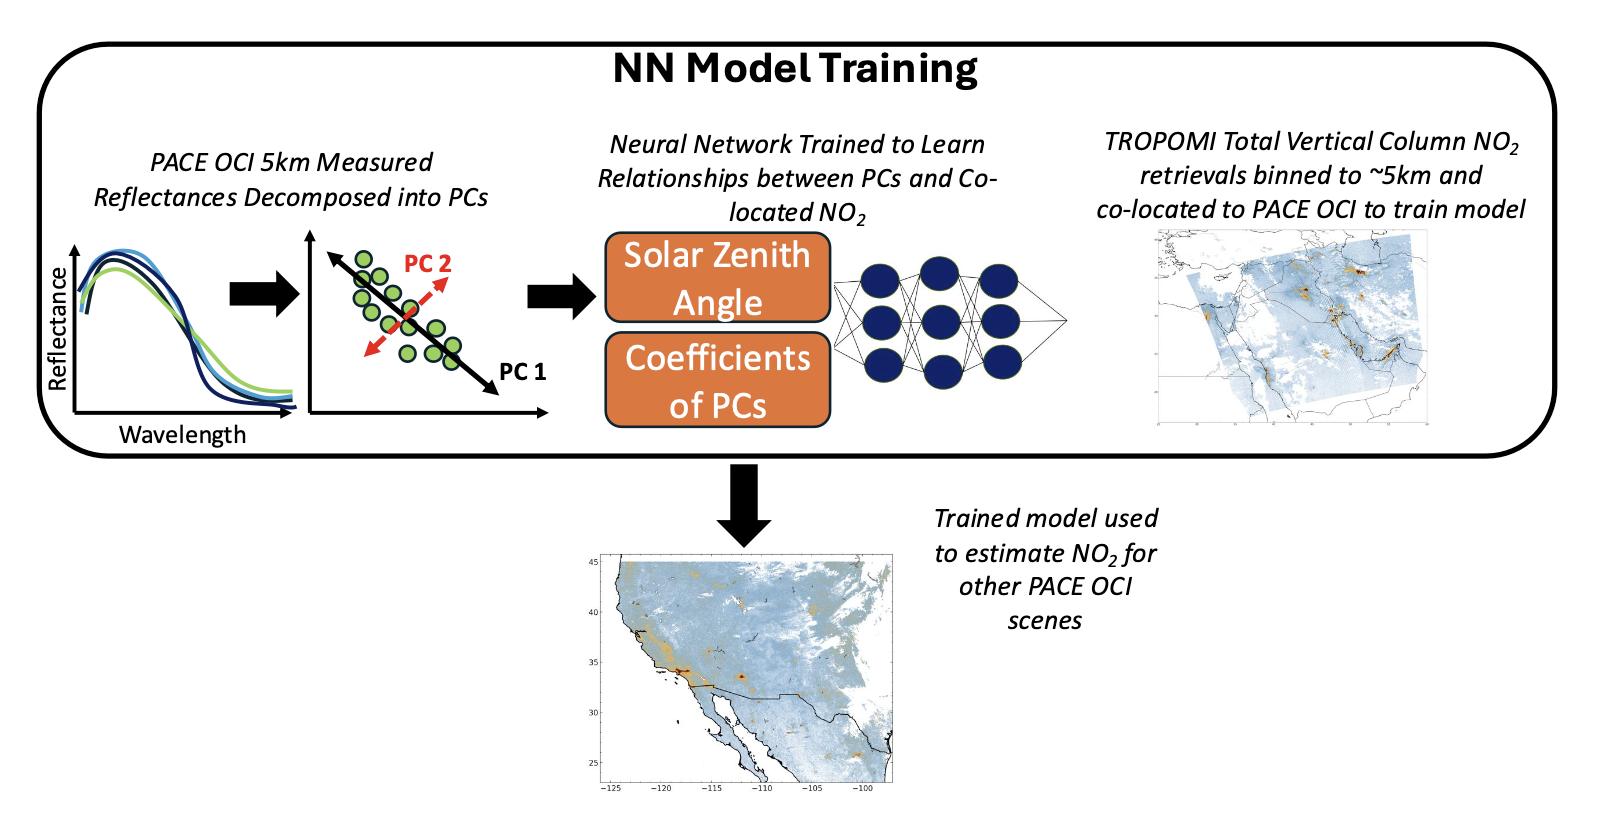 NN Model Training
PACE OCI 5km Measured
Reflectances Decomposed into PCs
Reflectance
Wavelength
PC 2
PC 1
Neural Network Trained to Learn
Relationships between PCs and Co-
located NO2
Solar Zenith
Angle
Coefficients
of PCs
TROPOMI Total Vertical Column NO2
retrievals binned to ~5km and
co-located to PACE OCI to train model
Trained model used
to estimate NO2 for
other PACE OCI
scenes
45
40
35
30
25
−125
−120
−115
−110
−105
−100